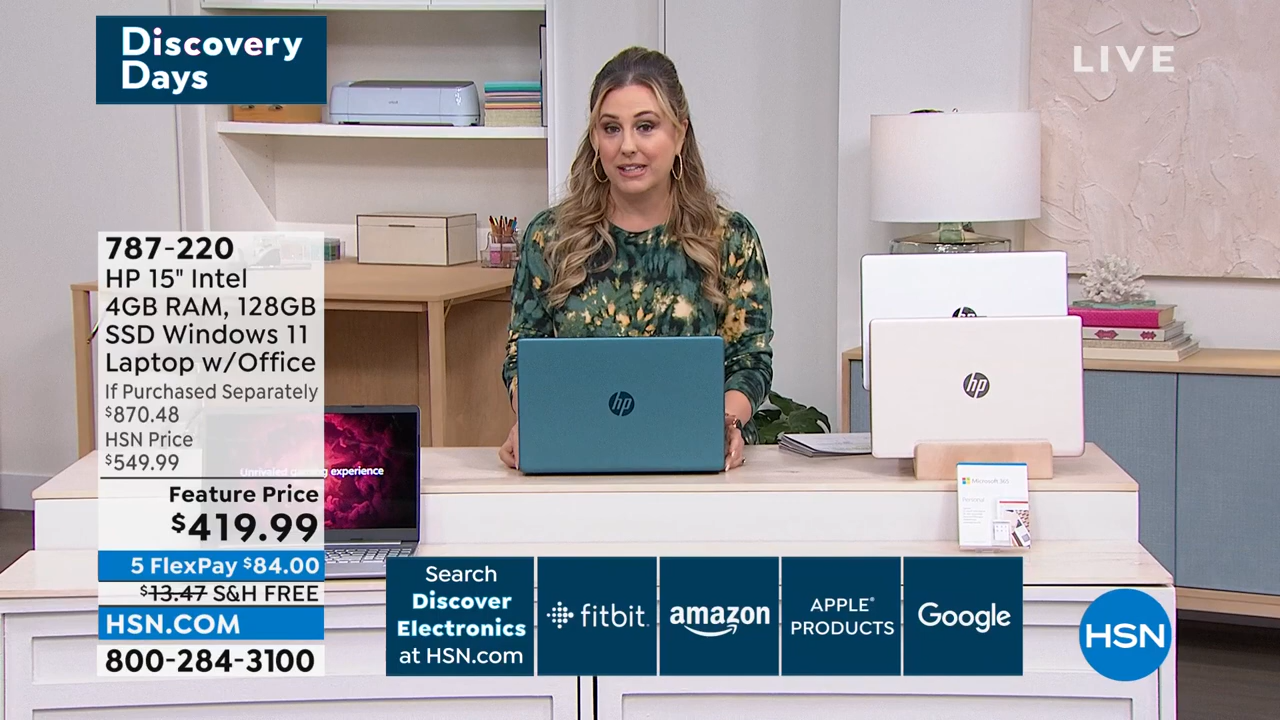 Discovery
Days
LIVE
787-220
HP 15" Intel
4GB RAM, 128GB
SSD Windows 11
Laptop w/Office
If Purchased Separately
$870.48
HSN Price
$549.99
Feature Price
$419.99
5 FlexPay $84.00
$13.47 S&H FREE
HSN.COM
800-284-3100
Unrivaled gaming experience
hp
hp
hp
Microsoft 365
Personal
Search
Discover
Electronics
at HSN.com
fitbit
amazon
APPLE®
PRODUCTS
Google
HSN